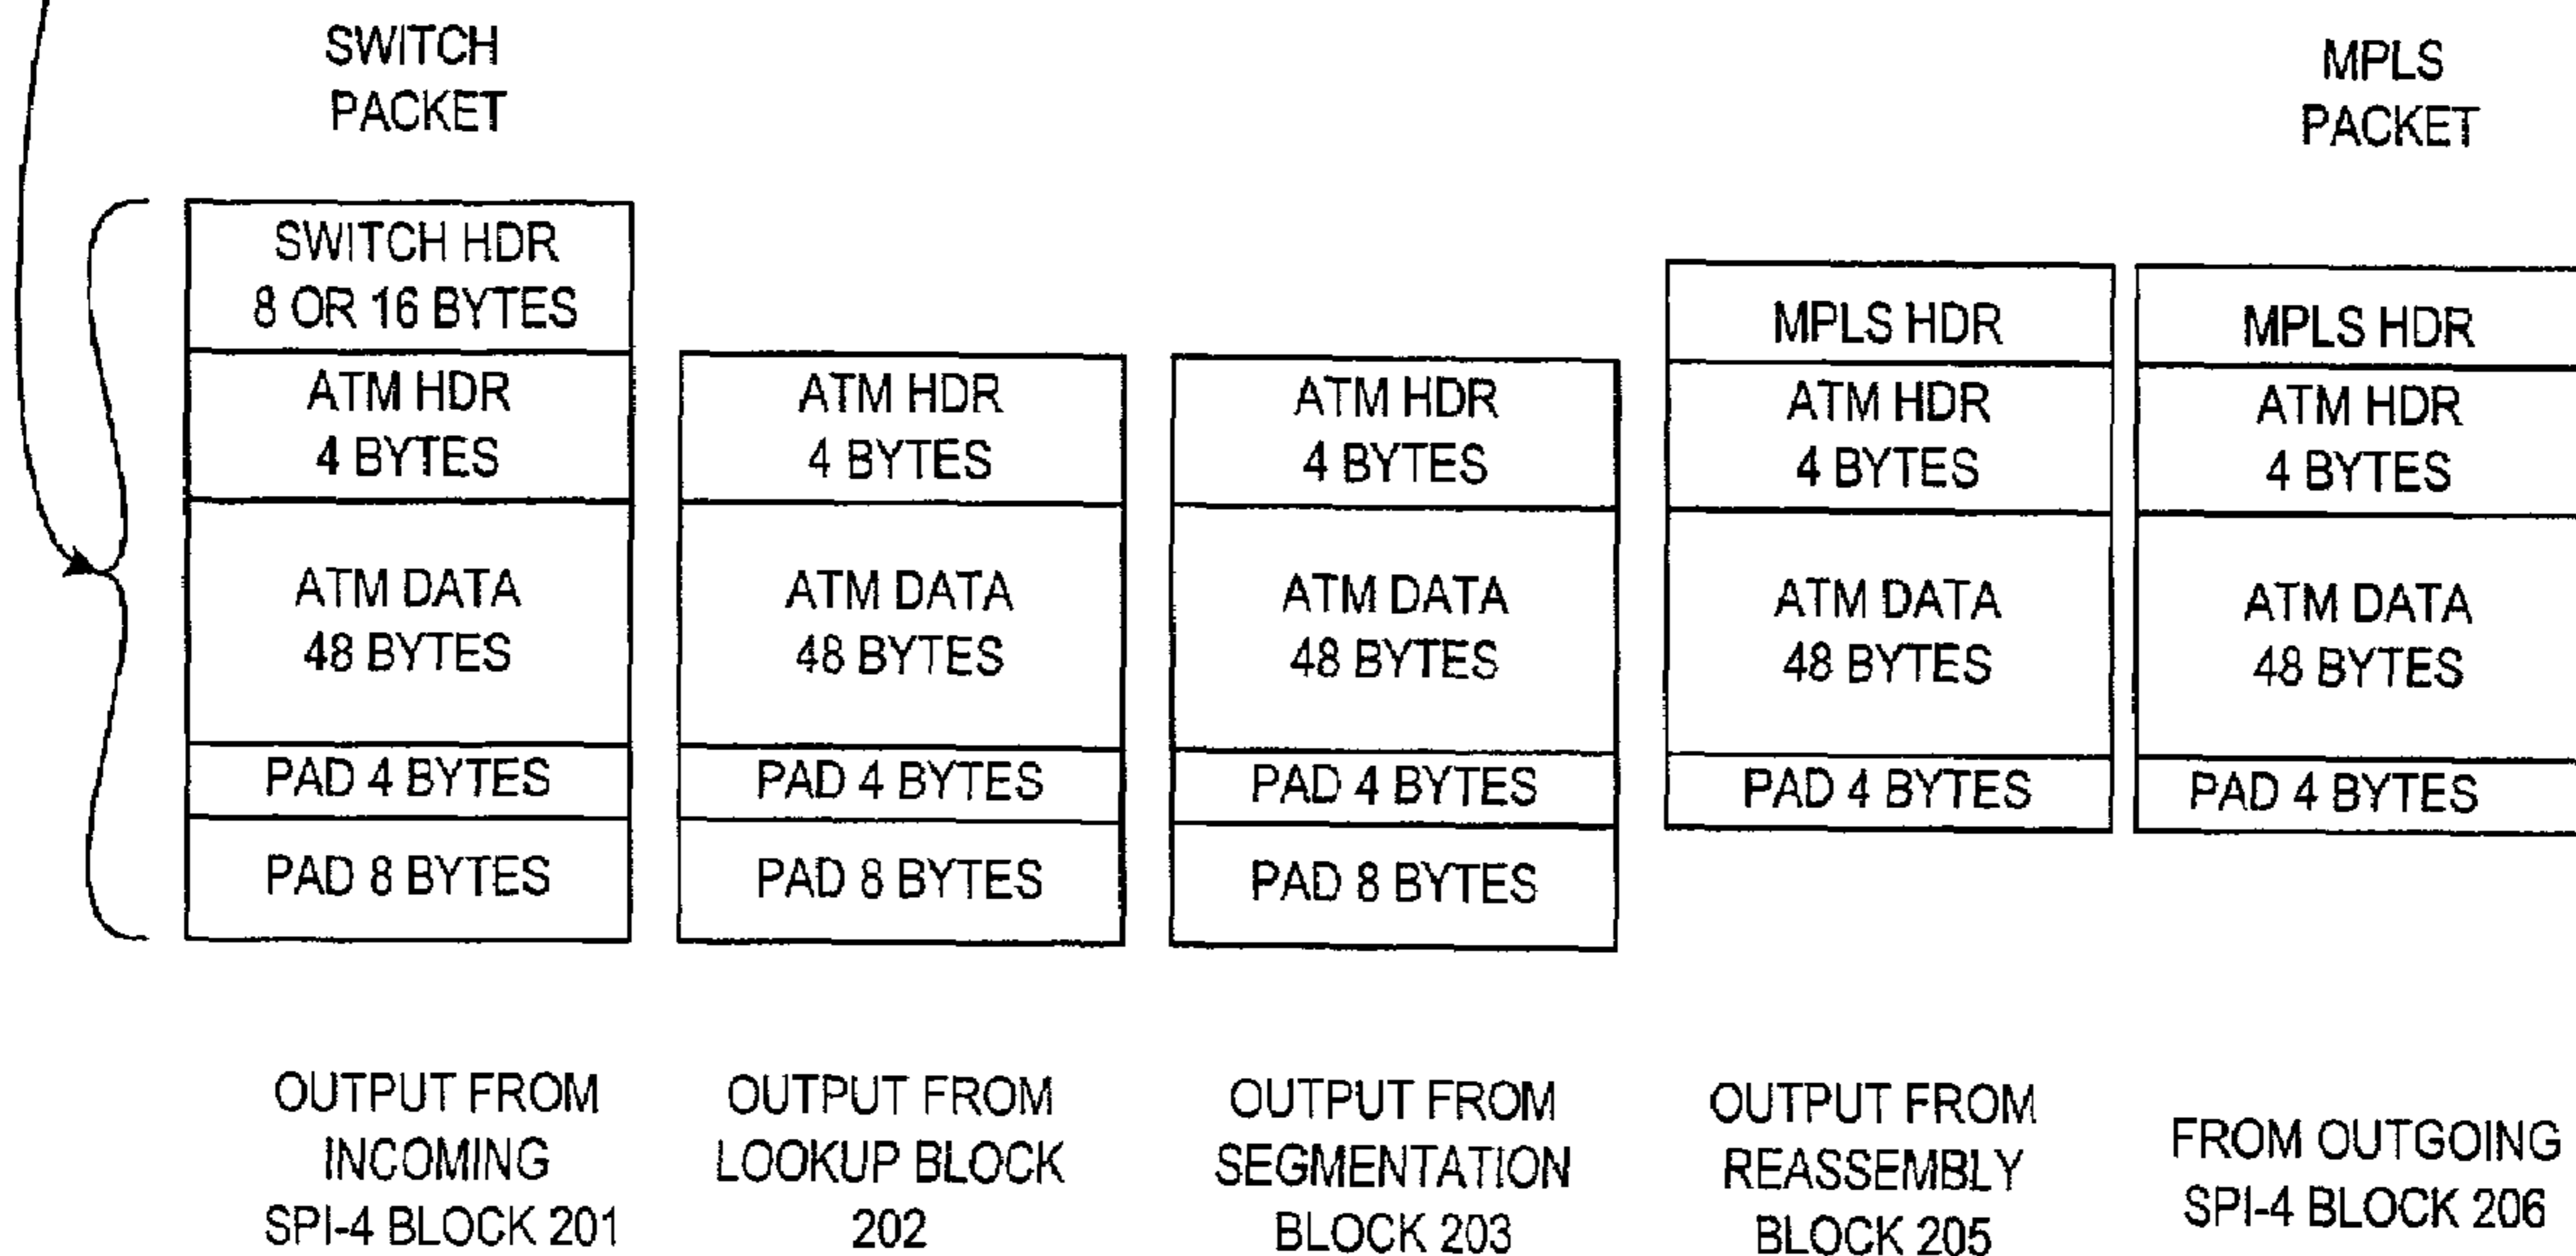 SWITCH
PACKET
MPLS
PACKET
SWITCH HDR
8 OR 16 BYTES
ATM HDR
4 BYTES
ATM DATA
48 BYTES
PAD 4 BYTES
PAD 8 BYTES
ATM HDR
4 BYTES
ATM DATA
48 BYTES
PAD 4 BYTES
PAD 8 BYTES
ATM HDR
4 BYTES
ATM DATA
48 BYTES
PAD 4 BYTES
PAD 8 BYTES
MPLS HDR
ATM HDR
4 BYTES
ATM DATA
48 BYTES
PAD 4 BYTES
MPLS HDR
ATM HDR
4 BYTES
ATM DATA
48 BYTES
PAD 4 BYTES
OUTPUT FROM
INCOMING
SPI-4 BLOCK 201
OUTPUT FROM
LOOKUP BLOCK
202
OUTPUT FROM
SEGMENTATION
BLOCK 203
OUTPUT FROM
REASSEMBLY
BLOCK 205
FROM OUTGOING
SPI-4 BLOCK 206